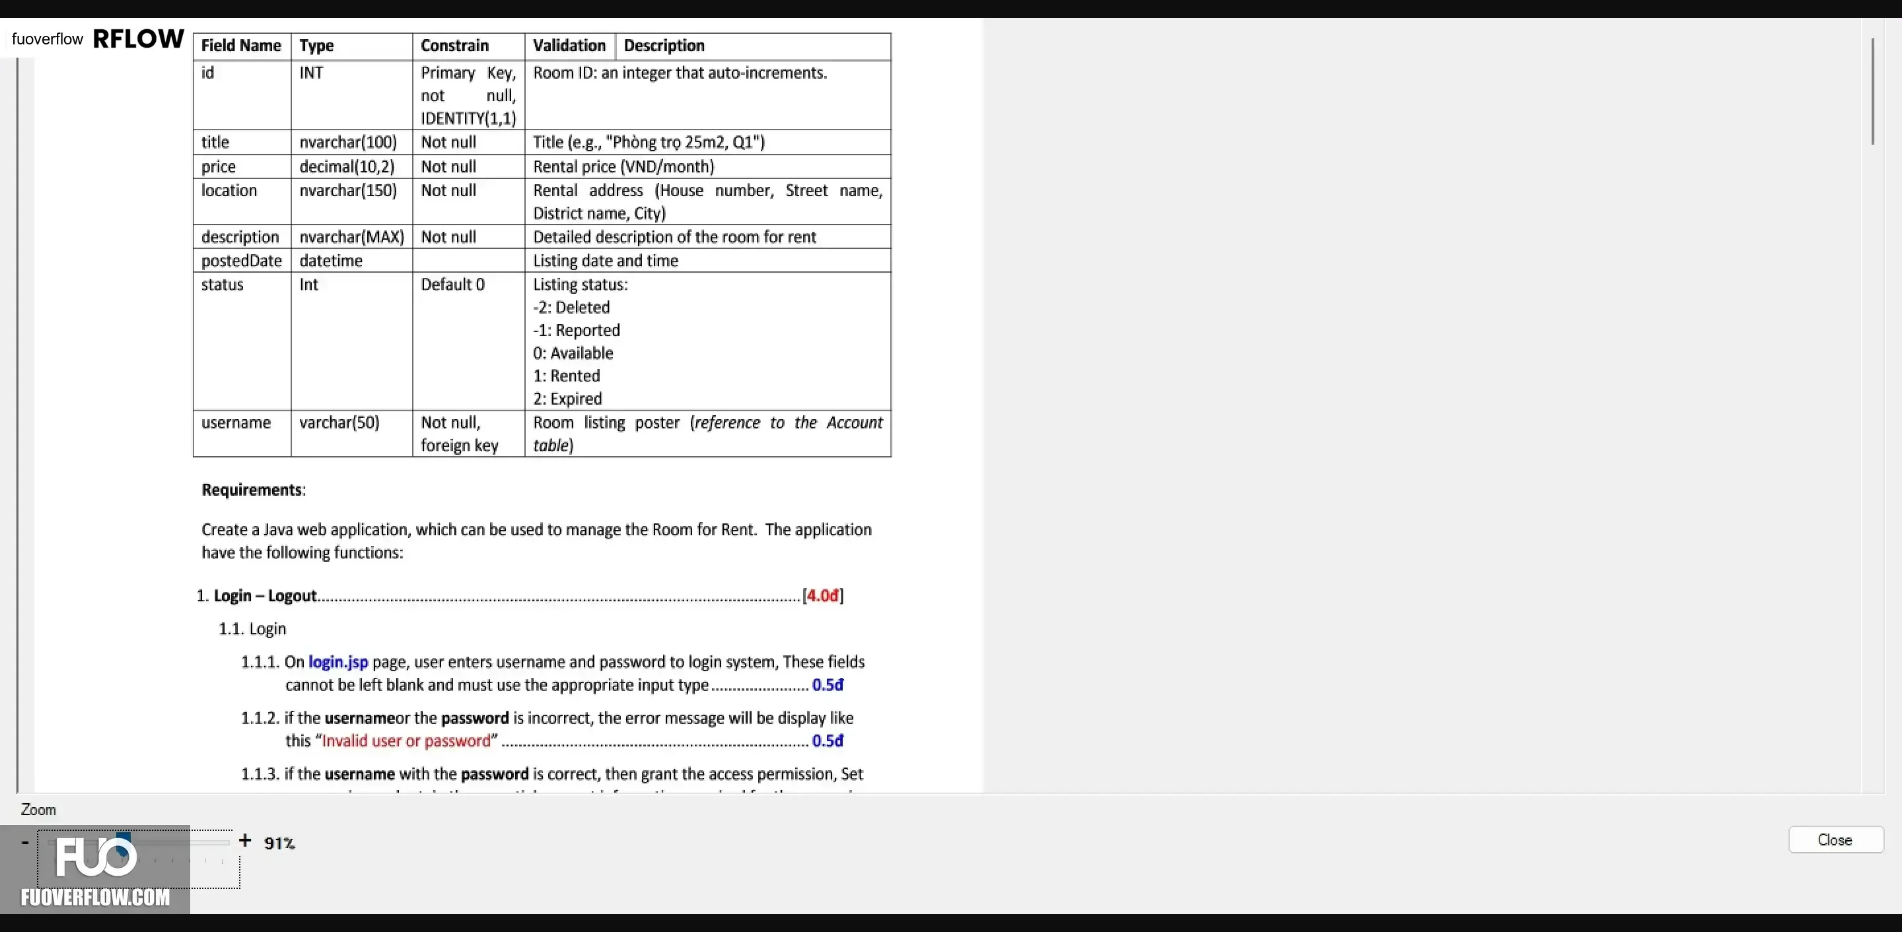 fuoverflow RFLOW
Field Name Type Constrain Validation Description
id INT Primary Key, Room ID: an integer that auto-increments.
not null,
IDENTITY(1,1)
title nvarchar(100) Not null Title (e.g., "Phòng trọ 25m2, Q1")
price decimal(10,2) Not null Rental price (VND/month)
location nvarchar(150) Not null Rental address (House number, Street name,
District name, City)
description nvarchar(MAX) Not null Detailed description of the room for rent
postedDate datetime Listing date and time
status Int Default 0 Listing status:
-2: Deleted
-1: Reported
0: Available
1: Rented
2: Expired
username varchar(50) Not null, Room listing poster (reference to the Account
foreign key table)
Requirements:
Create a Java web application, which can be used to manage the Room for Rent. The application
have the following functions:
1. Login – Logout.......................................................[4.0đ]
1.1. Login
1.1.1. On login.jsp page, user enters username and password to login system, These fields
cannot be left blank and must use the appropriate input type....................... 0.5đ
1.1.2. if the usernameor the password is incorrect, the error message will be display like
this “Invalid user or password” ....................................................... 0.5đ
1.1.3. if the username with the password is correct, then grant the access permission, Set
Zoom
- + 91%
Close
FUO
FUOVERFLOW.COM